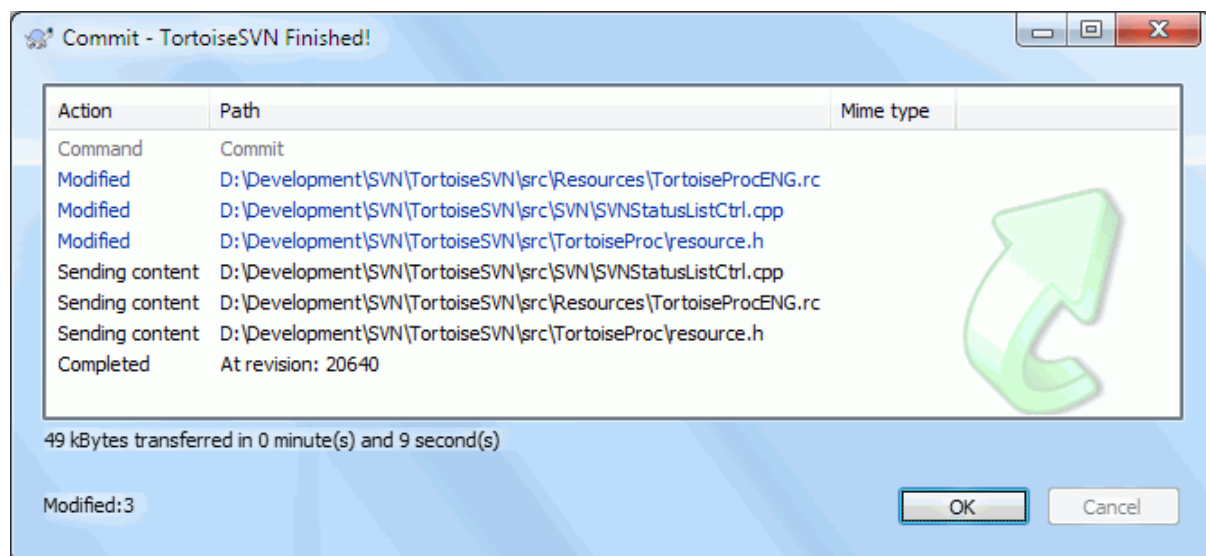 Commit - TortoiseSVN Finished!
Action Path Mime type
Command Commit
Modified D:\Development\SVN\TortoiseSVN\src\Resources\TortoiseProcENG.rc
Modified D:\Development\SVN\TortoiseSVN\src\SVN\SVNStatusListCtrl.cpp
Modified D:\Development\SVN\TortoiseSVN\src\TortoiseProc\resource.h
Sending content D:\Development\SVN\TortoiseSVN\src\SVN\SVNStatusListCtrl.cpp
Sending content D:\Development\SVN\TortoiseSVN\src\Resources\TortoiseProcENG.rc
Sending content D:\Development\SVN\TortoiseSVN\src\TortoiseProc\resource.h
Completed At revision: 20640
49 kBytes transferred in 0 minute(s) and 9 second(s)
Modified:3
OK Cancel